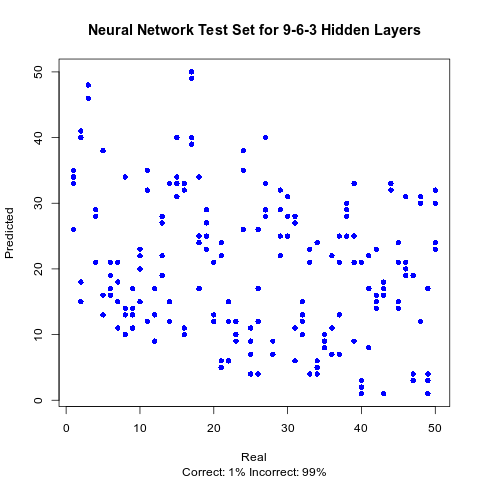 Neural Network Test Set for 9-6-3 Hidden Layers
Predicted
50
40
30
20
10
0
0 10 20 30 40 50
Real
Correct: 1% Incorrect: 99%